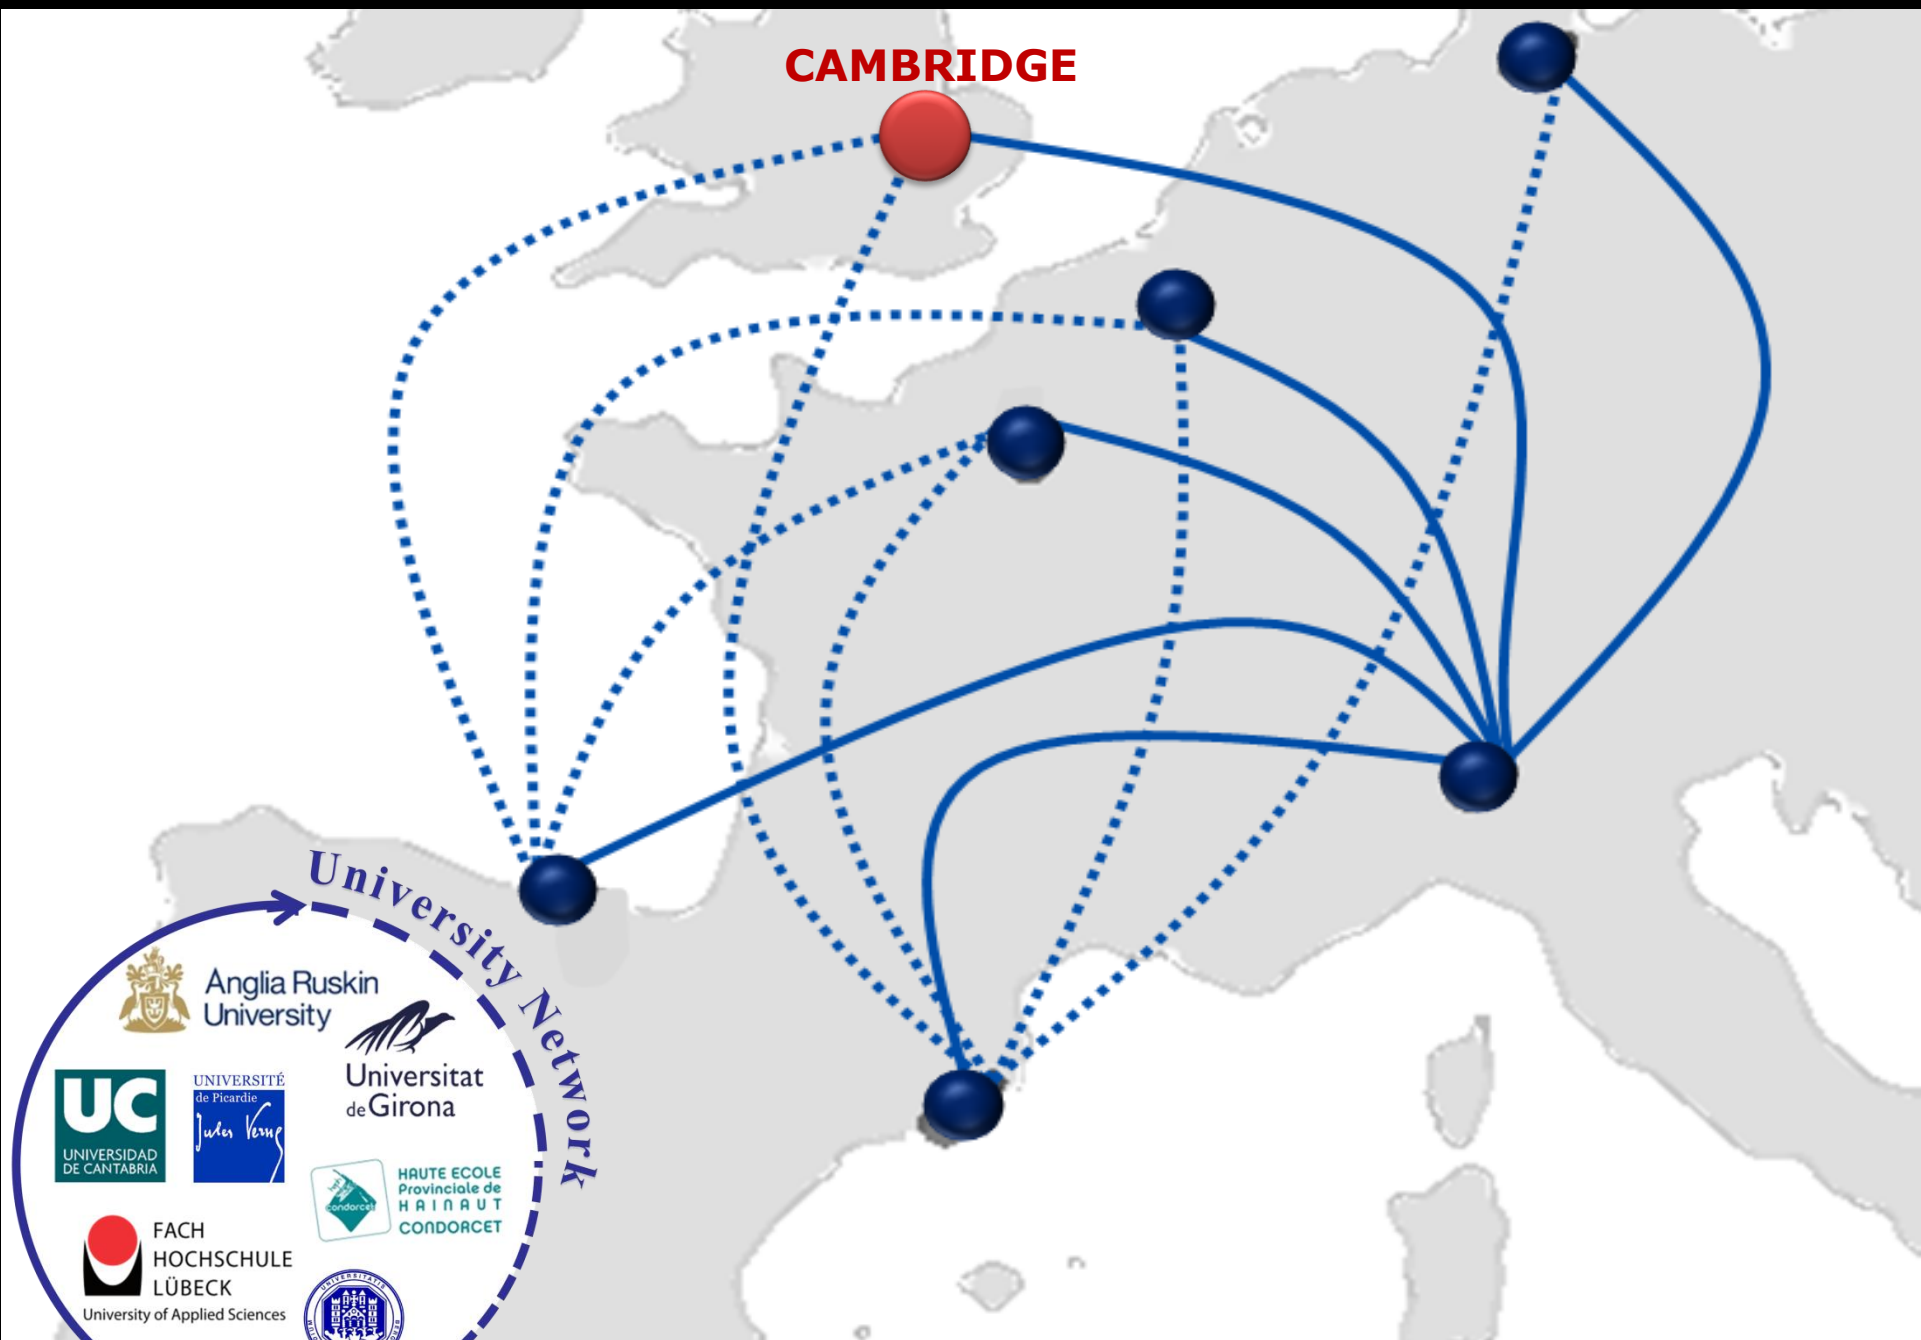 CAMBRIDGE
University Network
Anglia Ruskin
University
Universitat
de Girona
UC
UNIVERSIDAD
DE CANTABRIA
UNIVERSITÉ
de Picardie
Jules Verne
condorcet
HAUTE ECOLE
Provinciale de
HAINAUT
CONDORCET
FACH
HOCHSCHULE
LÜBECK
University of Applied Sciences